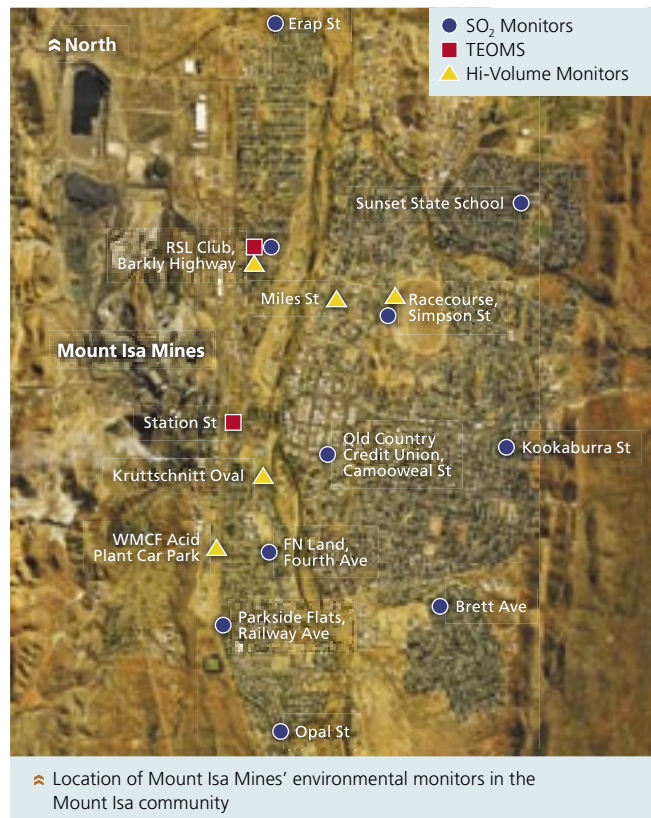 Erap St
North
SO₂ Monitors
TEOMS
Hi-Volume Monitors
Sunset State School
RSL Club,
Barkly Highway
Miles St
Racecourse,
Simpson St
Mount Isa Mines
Station St
Qld Country
Credit Union,
Camooweal St
Kookaburra St
Kruttschnitt Oval
WMCF Acid
Plant Car Park
FN Land,
Fourth Ave
Brett Ave
Parkside Flats,
Railway Ave
Opal St
Location of Mount Isa Mines’ environmental monitors in the
Mount Isa community